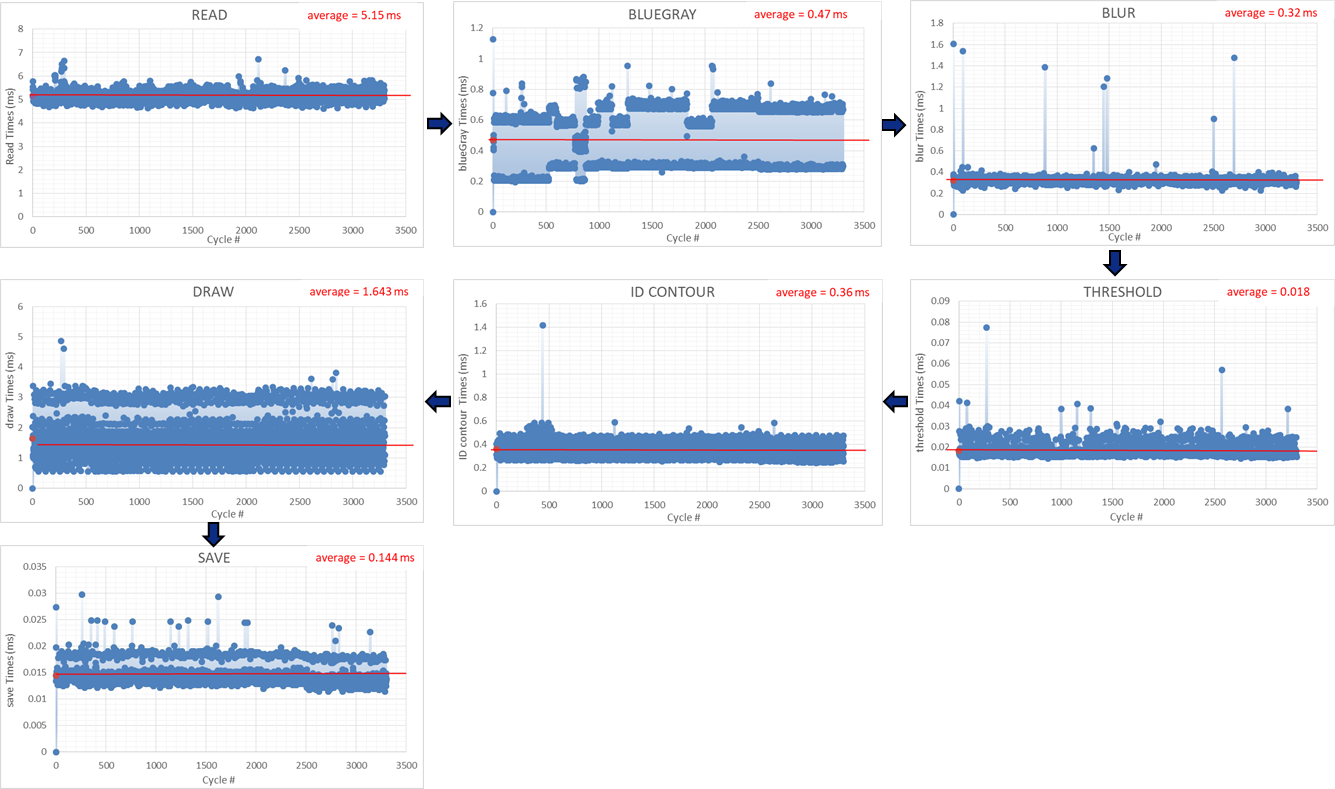 READ
average = 5.15 ms
Read Times (ms)
8
7
6
5
4
3
2
1
0
0 500 1000 1500 2000 2500 3000 3500
Cycle #
BLUEGRAY
average = 0.47 ms
blueGray Times (ms)
1.2
1
0.8
0.6
0.4
0.2
0
0 500 1000 1500 2000 2500 3000 3500
Cycle #
BLUR
average = 0.32 ms
blur Times (ms)
1.8
1.6
1.4
1.2
1
0.8
0.6
0.4
0.2
0
0 500 1000 1500 2000 2500 3000 3500
Cycle #
DRAW
average = 1.643 ms
draw Times (ms)
6
5
4
3
2
1
0
0 500 1000 1500 2000 2500 3000 3500
Cycle #
ID CONTOUR
average = 0.36 ms
ID contour Times (ms)
1.6
1.4
1.2
1
0.8
0.6
0.4
0.2
0
0 500 1000 1500 2000 2500 3000 3500
Cycle #
THRESHOLD
average = 0.018
threshold Times (ms)
0.09
0.08
0.07
0.06
0.05
0.04
0.03
0.02
0.01
0
0 500 1000 1500 2000 2500 3000 3500
Cycle #
SAVE
average = 0.144 ms
save Times (ms)
0.035
0.03
0.025
0.02
0.015
0.01
0.005
0
0 500 1000 1500 2000 2500 3000 3500
Cycle #